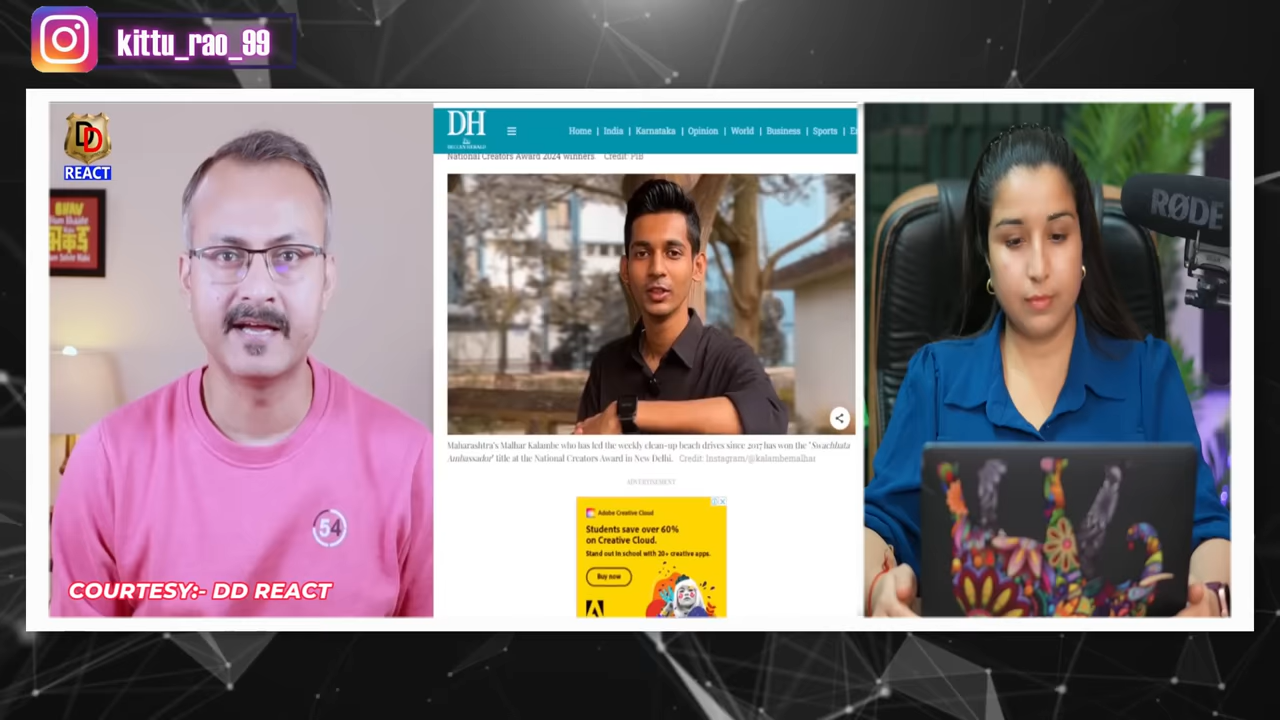 kittu_rao_99
DD
REACT
COURTESY:- DD REACT
54
DH
DECCAN HERALD
Home | India | Karnataka | Opinion | World | Business | Sports | E
National Creators Award 2024 winners. Credit: PIB
Maharashtra's Malhar Kalambe who has led the weekly clean-up beach drives since 2017 has won the 'Swachhata
Ambassador' title at the National Creators Award in New Delhi. Credit: Instagram/@kalambemalhar
ADVERTISEMENT
Adobe Creative Cloud
Students save over 60%
on Creative Cloud.
Stand out in school with 20+ creative apps.
Buy now
RØDE